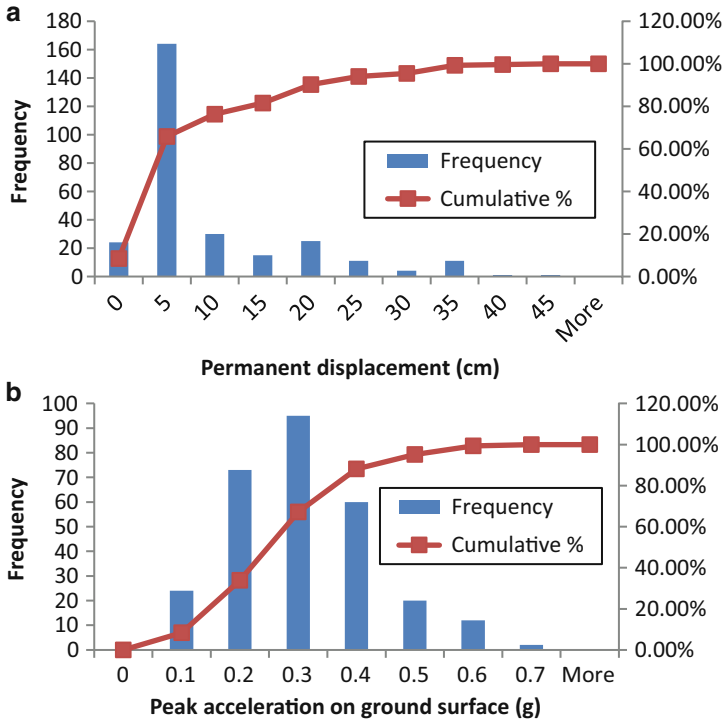 a
180
160
140
120
100
80
60
40
20
0
Frequency
120.00%
100.00%
80.00%
60.00%
40.00%
20.00%
0.00%
Frequency
Cumulative %
0 5 10 15 20 25 30 35 40 45 More
Permanent displacement (cm)
b
100
90
80
70
60
50
40
30
20
10
0
Frequency
120.00%
100.00%
80.00%
60.00%
40.00%
20.00%
0.00%
Frequency
Cumulative %
0 0.1 0.2 0.3 0.4 0.5 0.6 0.7 More
Peak acceleration on ground surface (g)